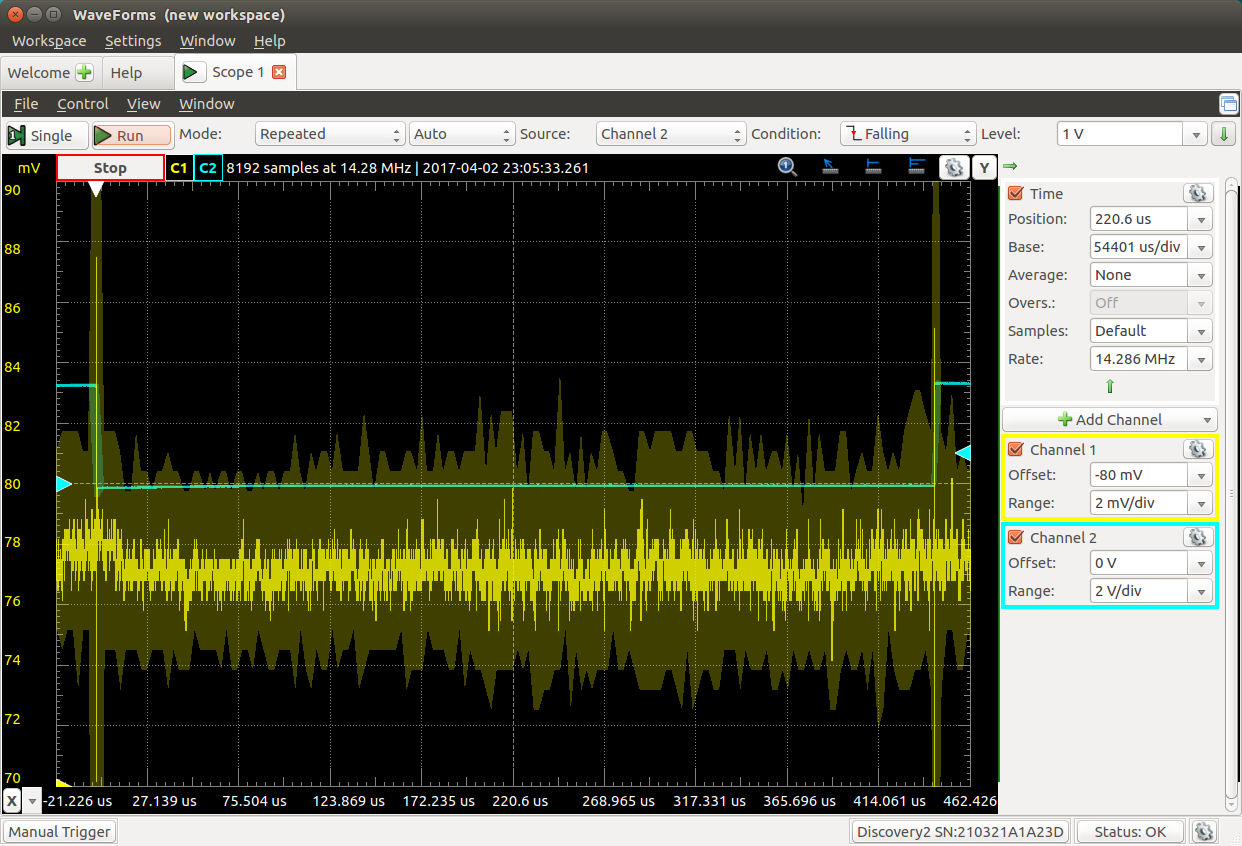 WaveForms (new workspace)
Workspace Settings Window Help
Welcome Help Scope 1
File Control View Window
1 Single Run Mode: Repeated Auto Source: Channel 2 Condition: Falling Level: 1 V
mV Stop C1 C2 8192 samples at 14.28 MHz | 2017-04-02 23:05:33.261 1 Y
90
88
86
84
82
80
78
76
74
72
70
X -21.226 us 27.139 us 75.504 us 123.869 us 172.235 us 220.6 us 268.965 us 317.331 us 365.696 us 414.061 us 462.426
Time
Position: 220.6 us
Base: 54401 us/div
Average: None
Overs.: Off
Samples: Default
Rate: 14.286 MHz
Add Channel
Channel 1
Offset: -80 mV
Range: 2 mV/div
Channel 2
Offset: 0 V
Range: 2 V/div
Manual Trigger Discovery2 SN:210321A1A23D Status: OK